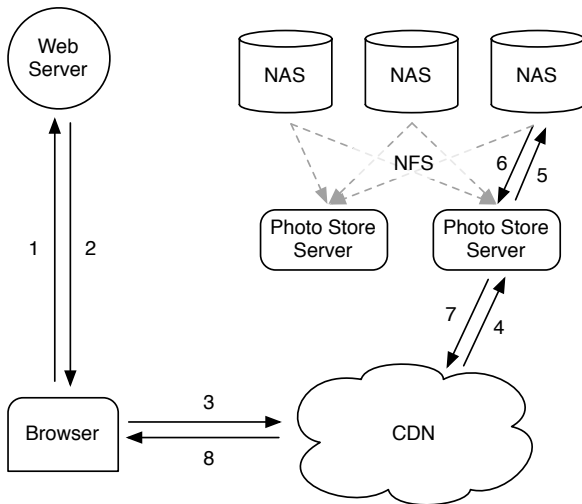 Web
Server
NAS
NAS
NAS
NFS
6
5
Photo Store
Server
Photo Store
Server
1
2
7
4
3
Browser
CDN
8